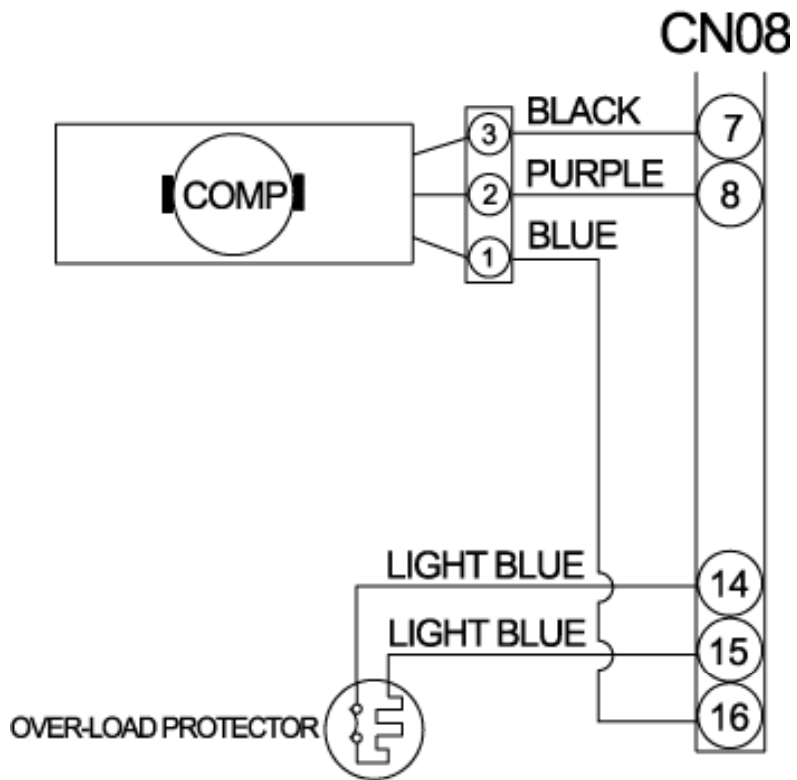 CN08
3 BLACK 7
COMP 2 PURPLE 8
1 BLUE
LIGHT BLUE 14
LIGHT BLUE 15
OVER-LOAD PROTECTOR 16